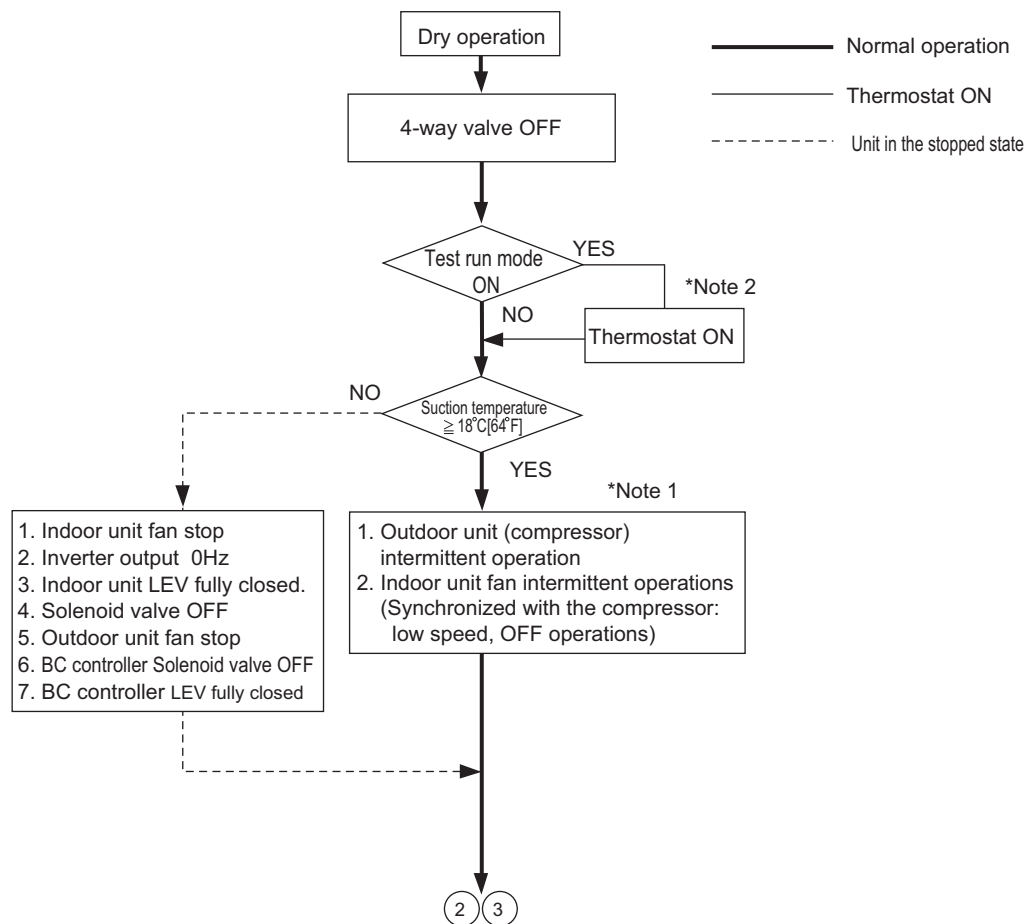 Dry operation
Normal operation
Thermostat ON
Unit in the stopped state
4-way valve OFF
Test run mode
ON
YES
NO
*Note 2
Thermostat ON
Suction temperature
≧ 18°C[64°F]
NO
YES
*Note 1
1. Indoor unit fan stop
2. Inverter output 0Hz
3. Indoor unit LEV fully closed.
4. Solenoid valve OFF
5. Outdoor unit fan stop
6. BC controller Solenoid valve OFF
7. BC controller LEV fully closed
1. Outdoor unit (compressor)
intermittent operation
2. Indoor unit fan intermittent operations
(Synchronized with the compressor:
low speed, OFF operations)
2 3